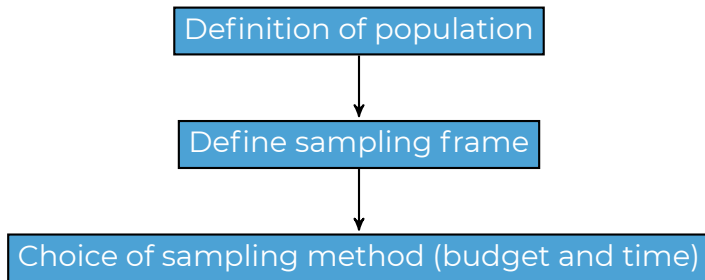 Definition of population
Define sampling frame
Choice of sampling method (budget and time)